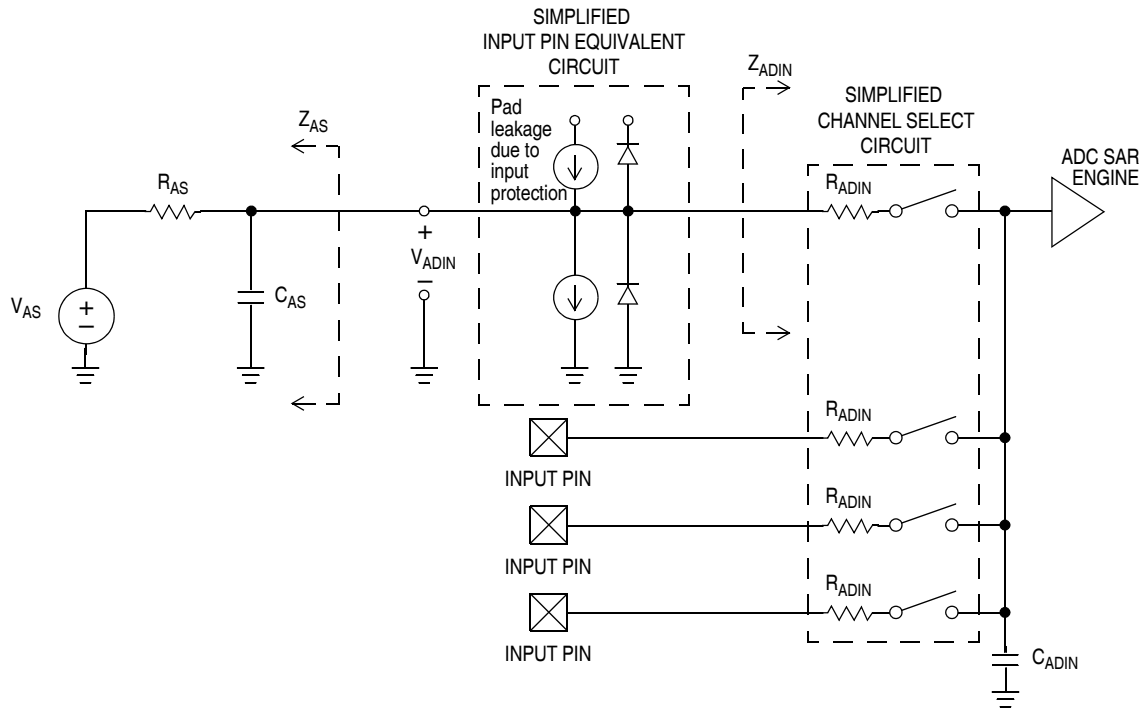 SIMPLIFIED
INPUT PIN EQUIVALENT
CIRCUIT
Z_AS
Pad
leakage
due to
input
protection
Z_ADIN
SIMPLIFIED
CHANNEL SELECT
CIRCUIT
ADC SAR
ENGINE
R_AS
R_ADIN
+
V_ADIN
–
V_AS
+
–
C_AS
R_ADIN
INPUT PIN
R_ADIN
INPUT PIN
R_ADIN
INPUT PIN
C_ADIN